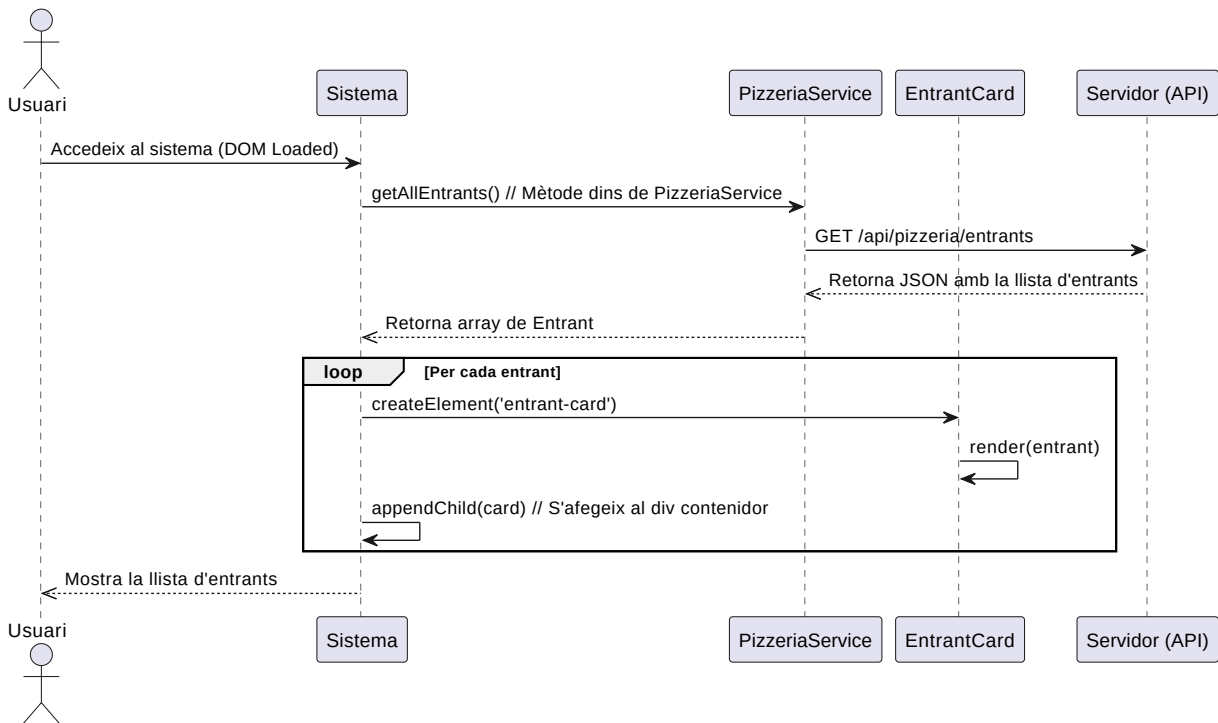 Usuari
Sistema
PizzeriaService
EntrantCard
Servidor (API)
Accedeix al sistema (DOM Loaded)
getAllEntrants() // Mètode dins de PizzeriaService
GET /api/pizzeria/entrants
Retorna JSON amb la llista d'entrants
Retorna array de Entrant
loop
[Per cada entrant]
createElement('entrant-card')
render(entrant)
appendChild(card) // S'afegeix al div contenidor
Mostra la llista d'entrants
Usuari
Sistema
PizzeriaService
EntrantCard
Servidor (API)